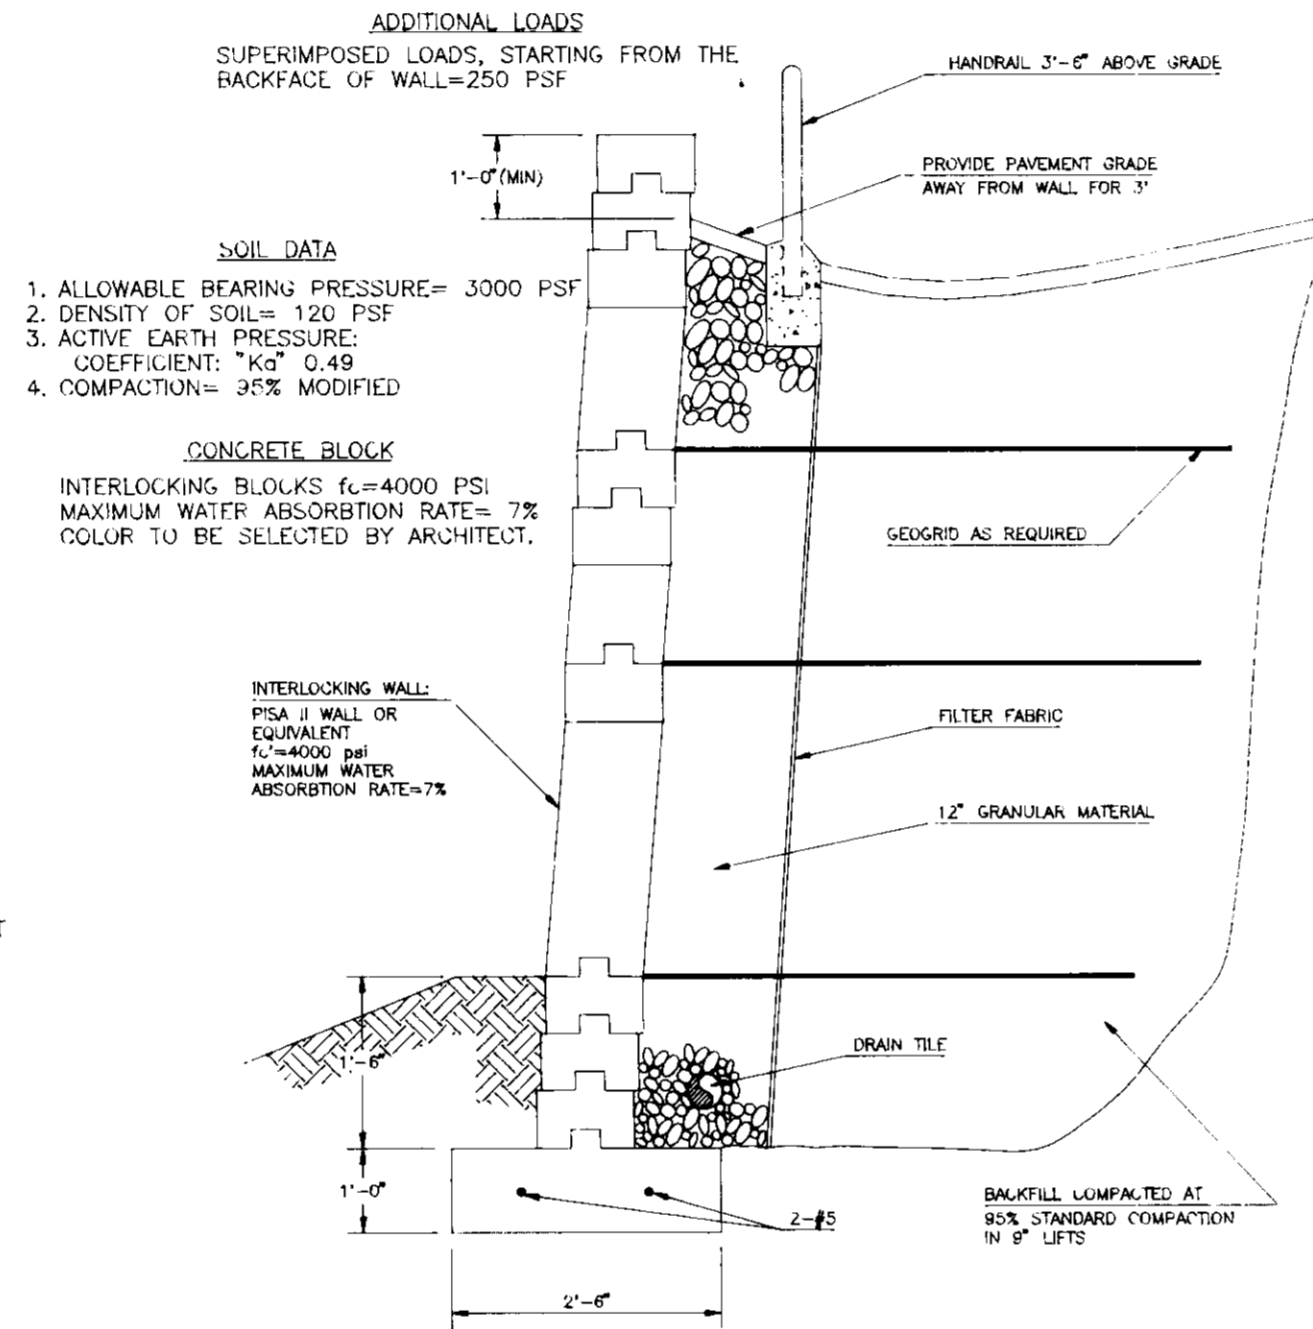 ADDITIONAL LOADS
SUPERIMPOSED LOADS, STARTING FROM THE
BACKFACE OF WALL=250 PSF
HANDRAIL 3'-6" ABOVE GRADE
1'-0"(MIN)
PROVIDE PAVEMENT GRADE
AWAY FROM WALL FOR 3'
SOIL DATA
1. ALLOWABLE BEARING PRESSURE= 3000 PSF
2. DENSITY OF SOIL= 120 PSF
3. ACTIVE EARTH PRESSURE:
COEFFICIENT: "Ka" 0.49
4. COMPACTION= 95% MODIFIED
CONCRETE BLOCK
INTERLOCKING BLOCKS fc=4000 PSI
MAXIMUM WATER ABSORBTION RATE= 7%
COLOR TO BE SELECTED BY ARCHITECT.
GEOGRID AS REQUIRED
INTERLOCKING WALL:
PISA II WALL OR
EQUIVALENT
fc'=4000 psi
MAXIMUM WATER
ABSORBTION RATE=7%
FILTER FABRIC
12" GRANULAR MATERIAL
T
1'-6"
DRAIN TILE
1'-0"
2-#5
BACKFILL COMPACTED AT
95% STANDARD COMPACTION
IN 9" LIFTS
2'-6"